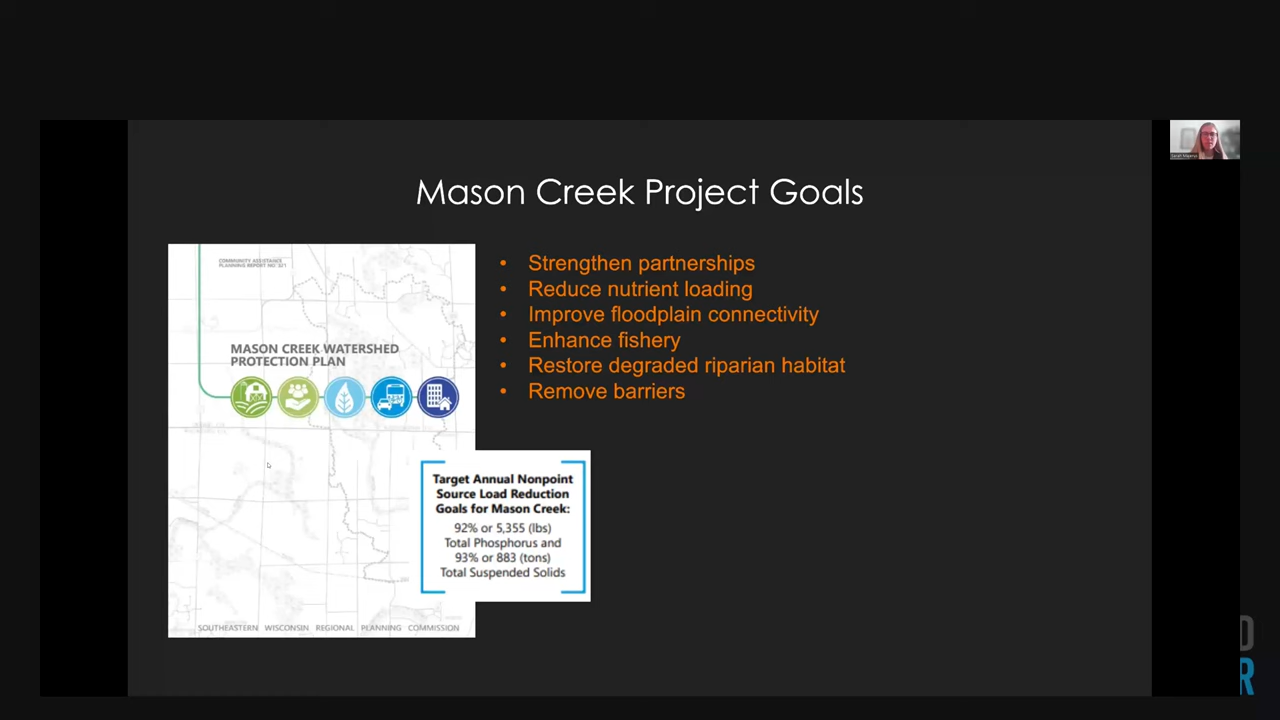 Mason Creek Project Goals
COMMUNITY ASSISTANCE
PLANNING REPORT NO. 321
MASON CREEK WATERSHED
PROTECTION PLAN
SOUTHEASTERN WISCONSIN REGIONAL PLANNING COMMISSION
• Strengthen partnerships
• Reduce nutrient loading
• Improve floodplain connectivity
• Enhance fishery
• Restore degraded riparian habitat
• Remove barriers
Target Annual Nonpoint
Source Load Reduction
Goals for Mason Creek:
92% or 5,355 (lbs)
Total Phosphorus and
93% or 883 (tons)
Total Suspended Solids
D
R